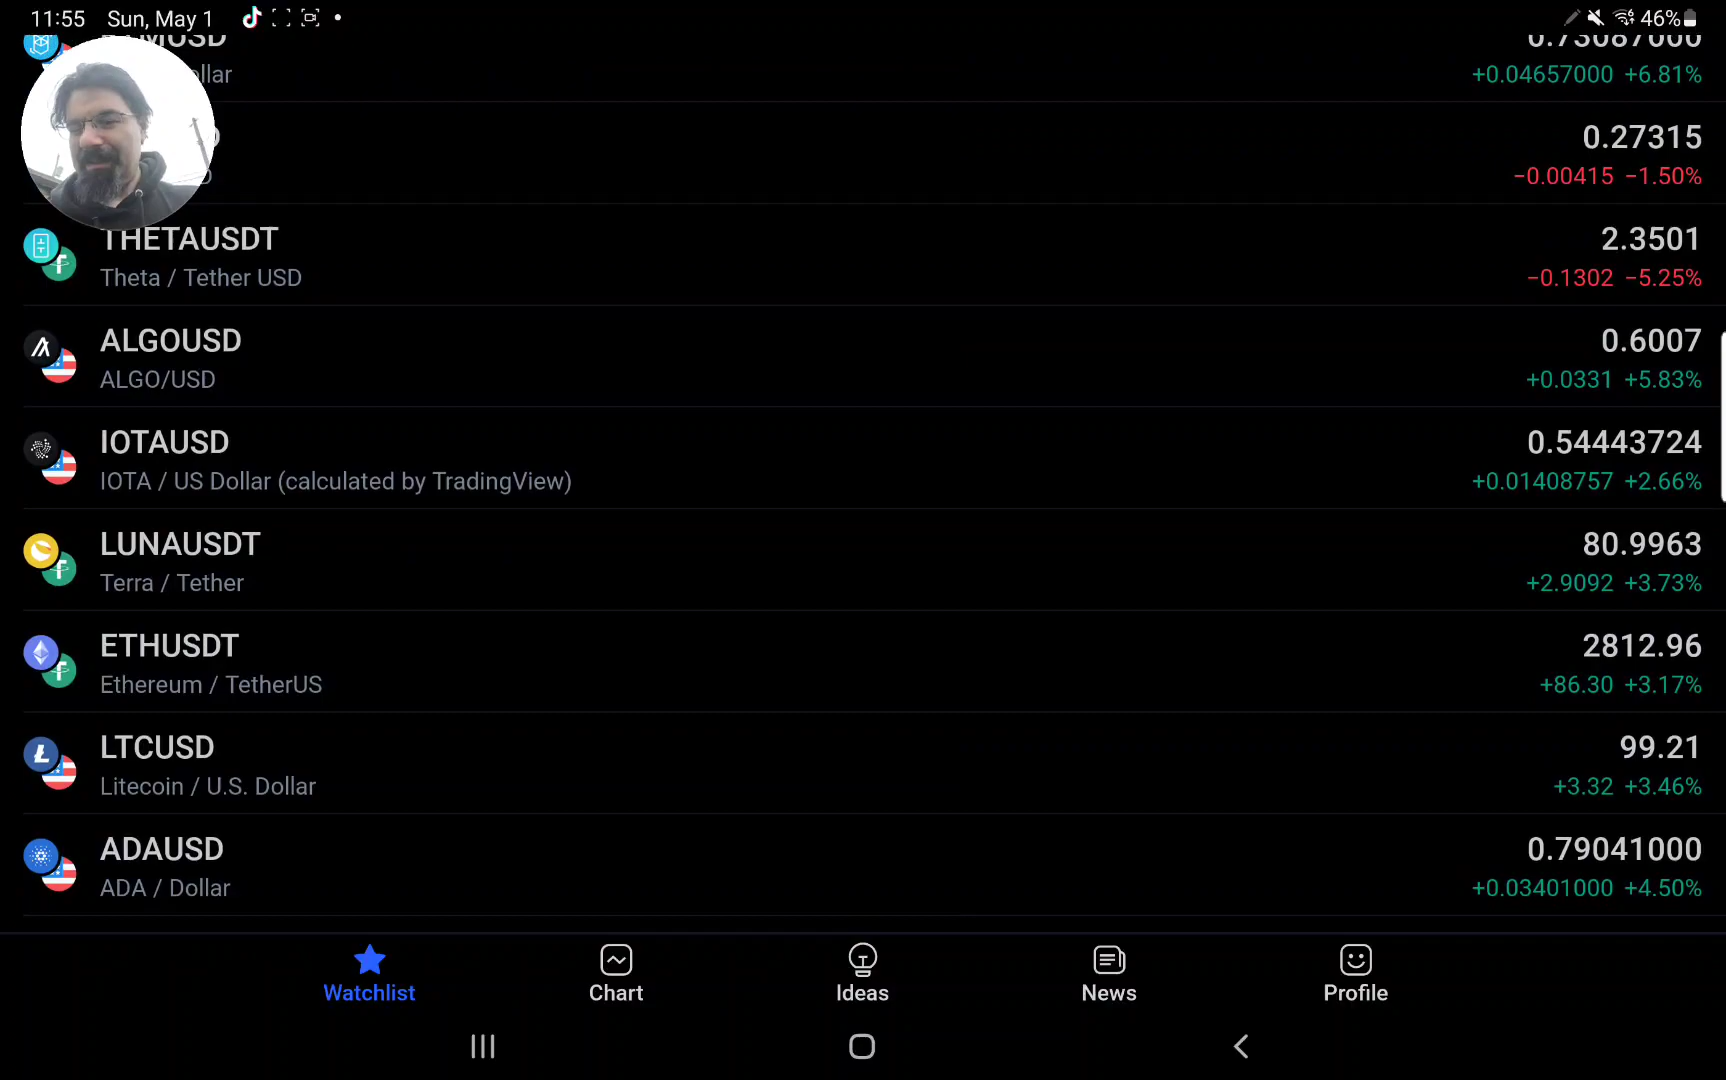 11:55 Sun, May 1 46%
0.73087000
llar +0.04657000 +6.81%
0.27315
−0.00415 −1.50%
THETAUSDT 2.3501
Theta / Tether USD −0.1302 −5.25%
ALGOUSD 0.6007
ALGO/USD +0.0331 +5.83%
IOTAUSD 0.54443724
IOTA / US Dollar (calculated by TradingView) +0.01408757 +2.66%
LUNAUSDT 80.9963
Terra / Tether +2.9092 +3.73%
ETHUSDT 2812.96
Ethereum / TetherUS +86.30 +3.17%
LTCUSD 99.21
Litecoin / U.S. Dollar +3.32 +3.46%
ADAUSD 0.79041000
ADA / Dollar +0.03401000 +4.50%
Watchlist Chart Ideas News Profile